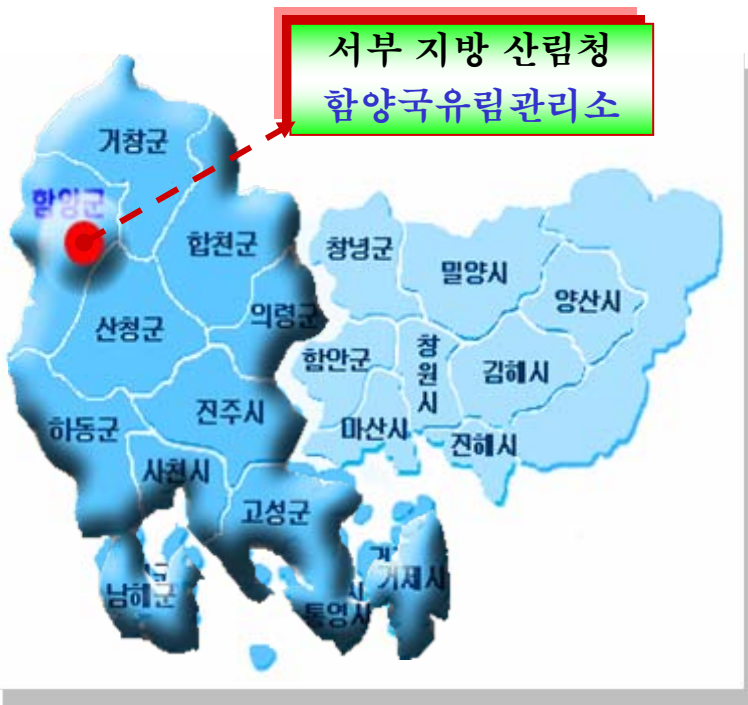 서부 지방 산림청
함양국유림관리소
거창군
함양군
합천군
창녕군
밀양시
양산시
산청군
의령군
함안군
창원시
김해시
하동군
진주시
마산시
진해시
사천시
고성군
거제시
남해군
통영시